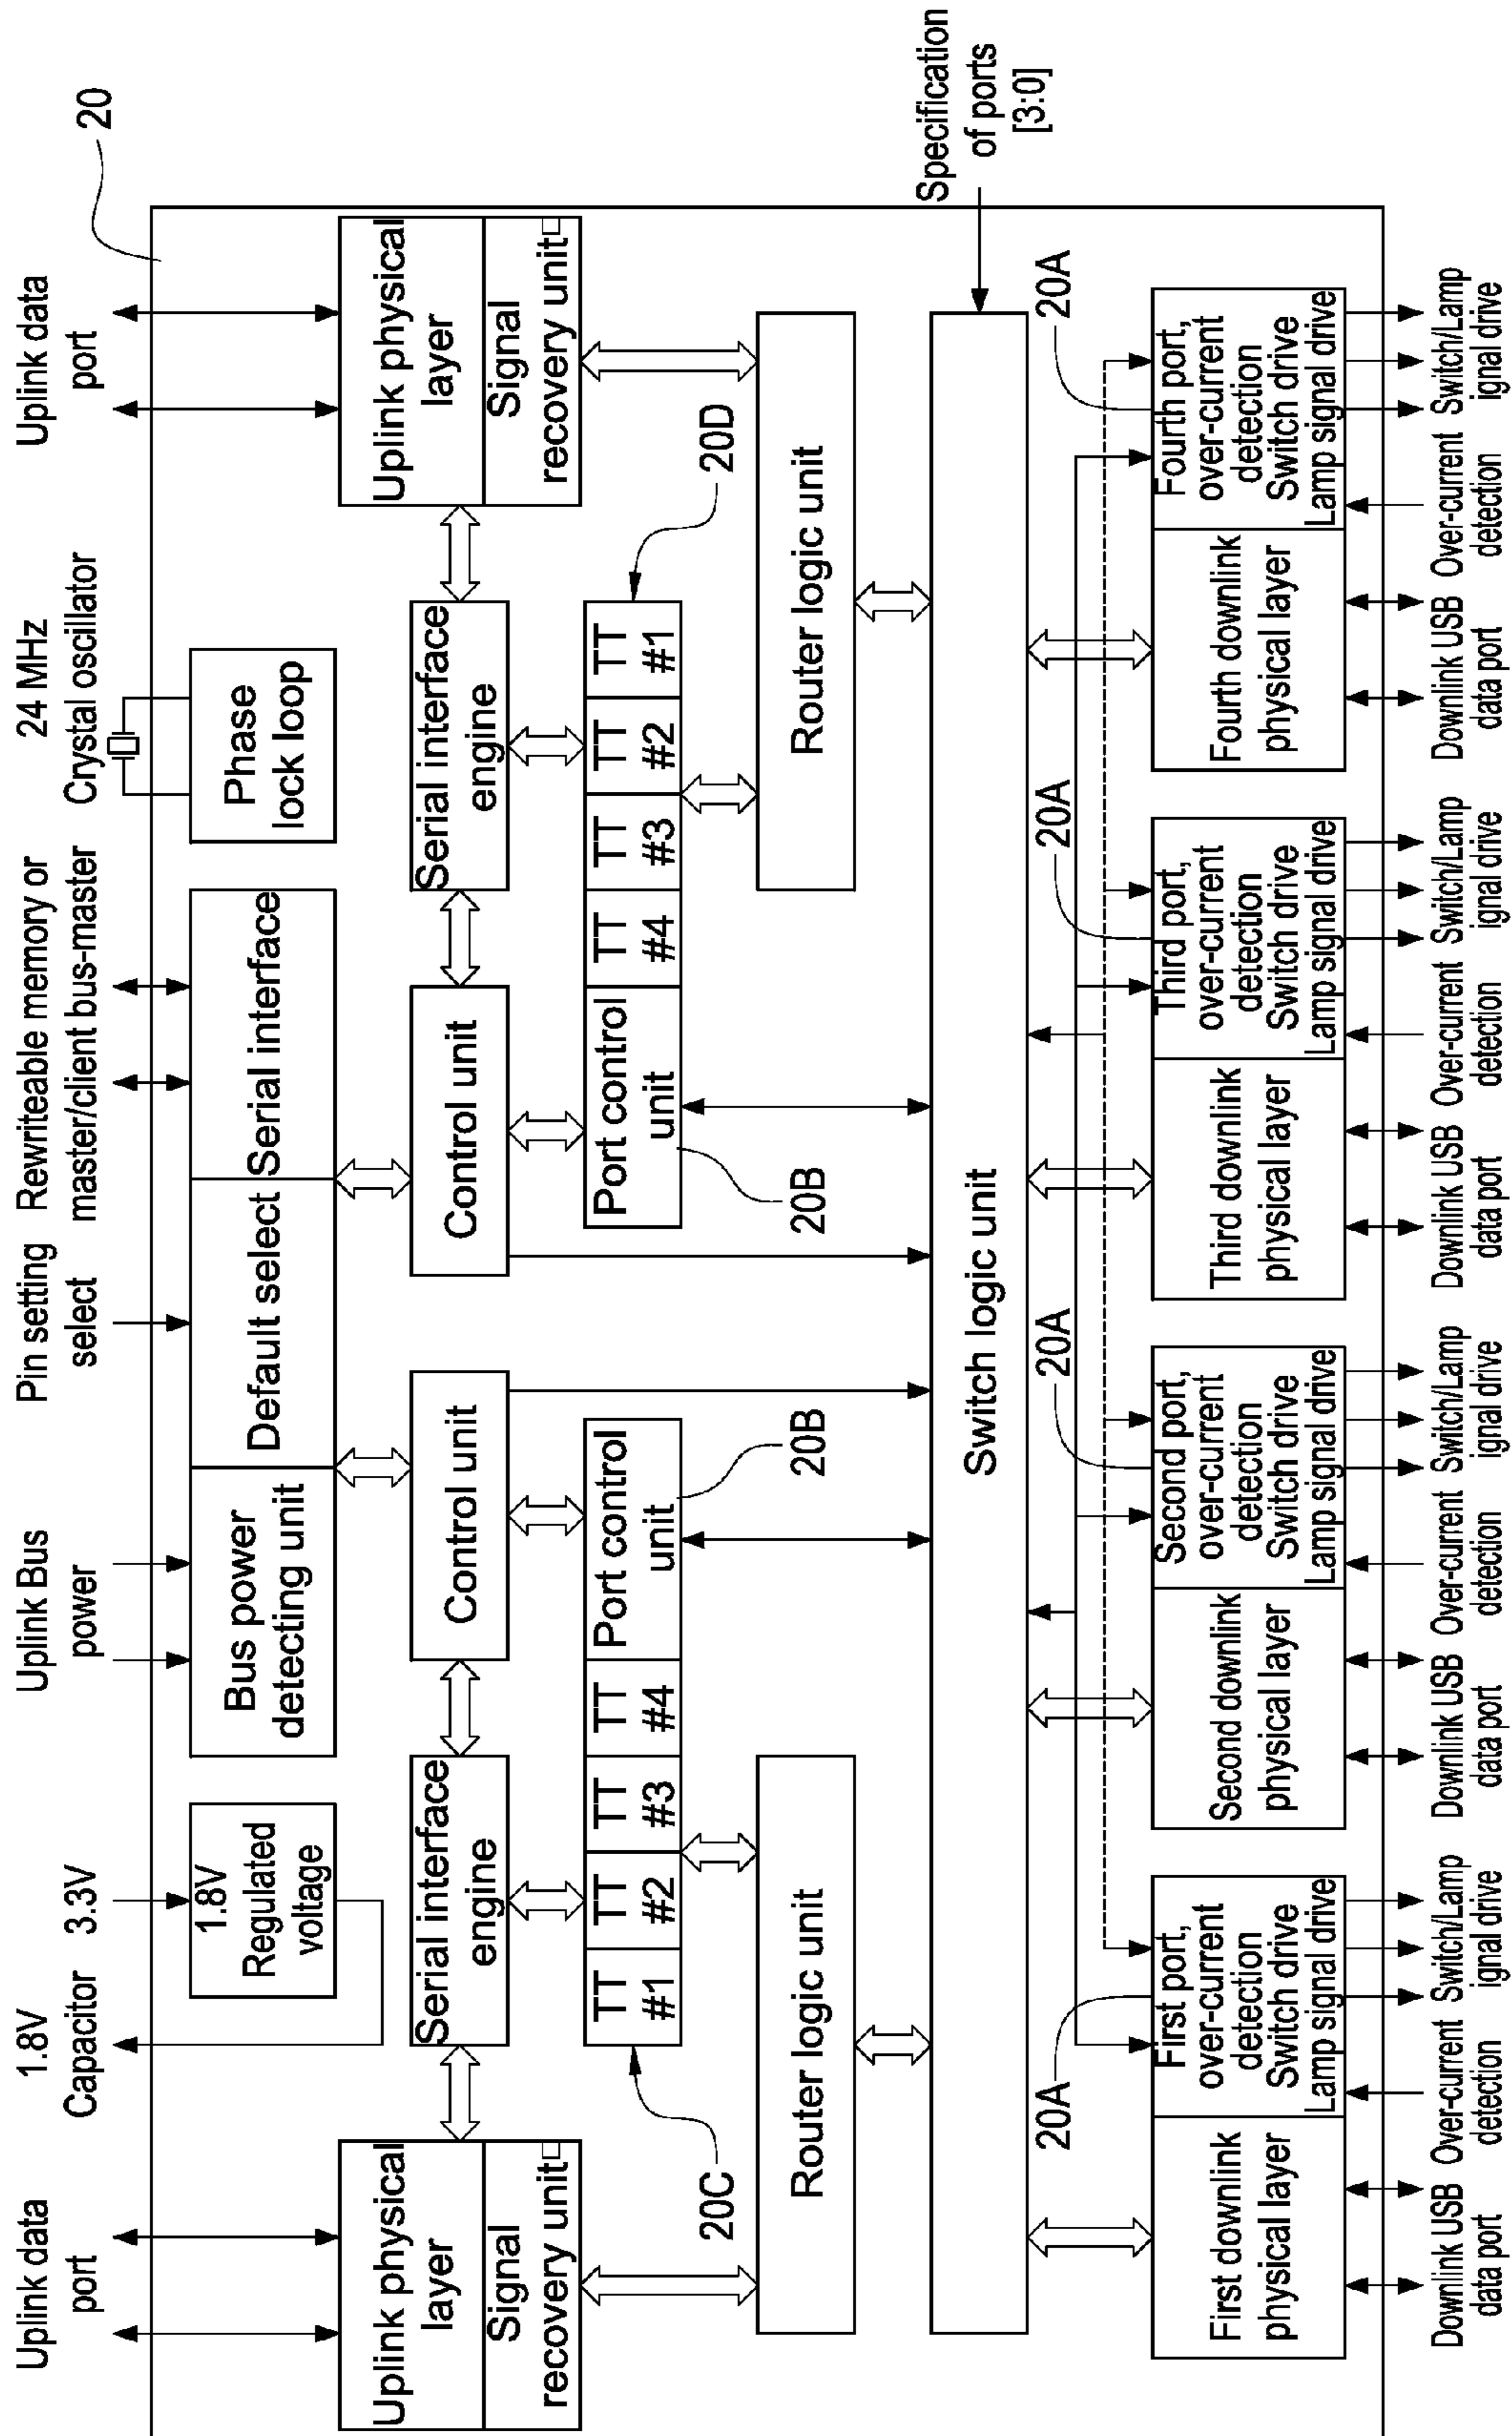 Uplink data
port
1.8V
Capacitor
3.3V
Uplink Bus
power
Pin setting
select
Rewriteable memory or
master/client bus-master
24 MHz
Crystal oscillator
Uplink data
port
20
1.8V
Regulated
voltage
Bus power
detecting unit
Default select
Serial interface
Phase
lock loop
Uplink physical
layer
Signal
recovery unit
Serial interface
engine
Control unit
Control unit
Serial interface
engine
Uplink physical
layer
Signal
recovery unit
20C
TT
#1
TT
#2
TT
#3
TT
#4
Port control
unit
20B
Port control
unit
20B
TT
#4
TT
#3
TT
#2
TT
#1
20D
Router logic unit
Router logic unit
Switch logic unit
Specification
of ports
[3:0]
20A
20A
20A
20A
First downlink
physical layer
First port,
over-current
detection
Switch drive
Lamp signal drive
Second downlink
physical layer
Second port,
over-current
detection
Switch drive
Lamp signal drive
Third downlink
physical layer
Third port,
over-current
detection
Switch drive
Lamp signal drive
Fourth downlink
physical layer
Fourth port,
over-current
detection
Switch drive
Lamp signal drive
Downlink USB
data port
Over-current
detection
Switch/Lamp
ignal drive
Downlink USB
data port
Over-current
detection
Switch/Lamp
ignal drive
Downlink USB
data port
Over-current
detection
Switch/Lamp
ignal drive
Downlink USB
data port
Over-current
detection
Switch/Lamp
ignal drive